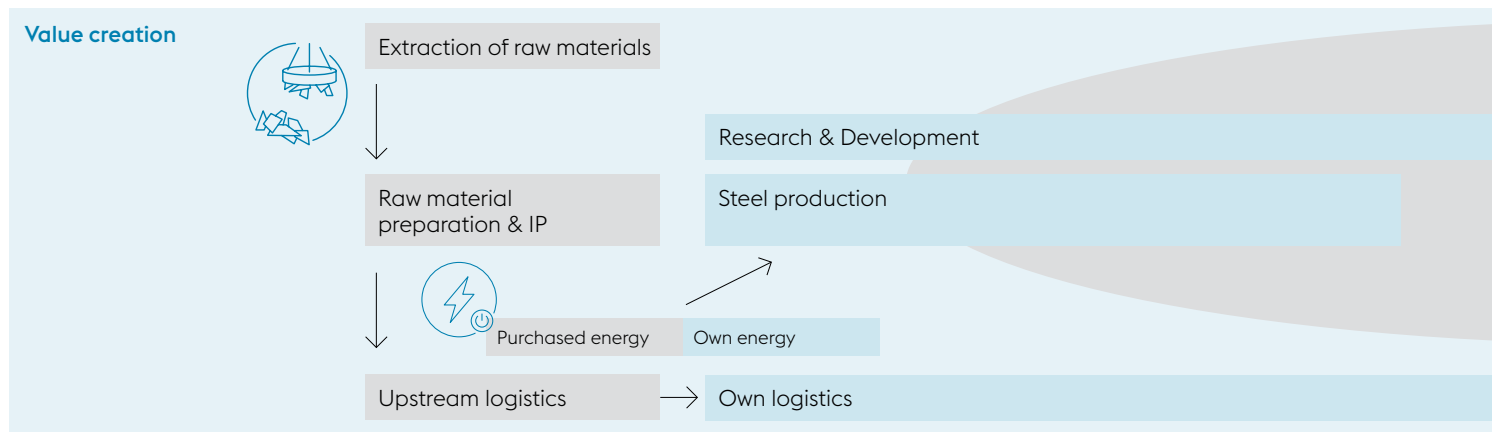 Value creation
Extraction of raw materials
Research & Development
Raw material
preparation & IP
Steel production
Purchased energy
Own energy
Upstream logistics
Own logistics